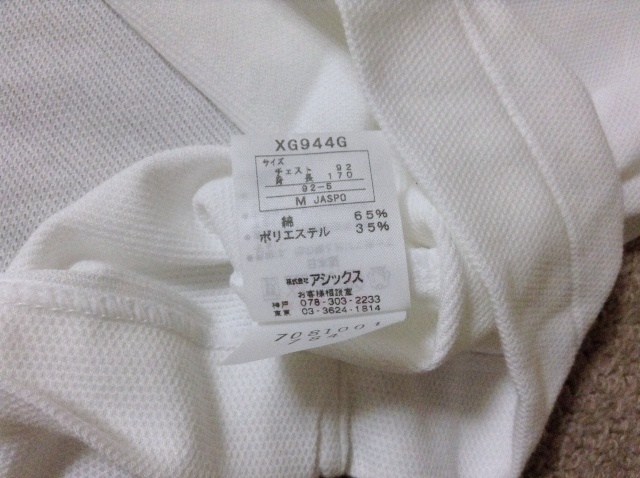 XG944G
サイズ
チェスト 92
身長 170
92-5
M JASPO
綿 65%
ポリエステル 35%
株式会社 アシックス
お客様相談室
神戸 078-303-2233
東京 03-3624-1814
7081001